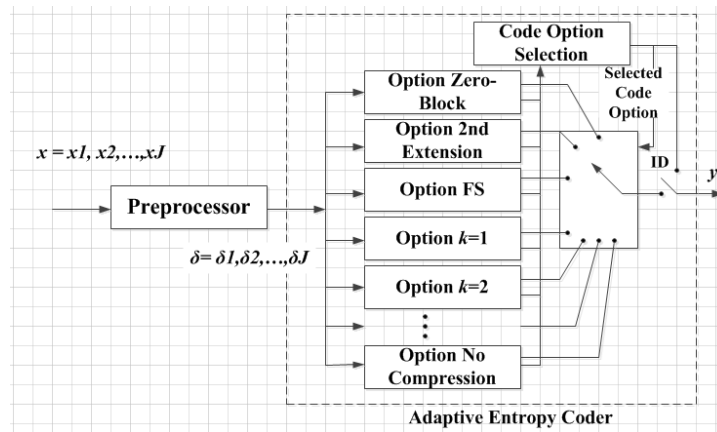 Code Option
Selection
Option Zero-
Block
Selected
Code
Option
Option 2nd
Extension
x = x1, x2,...,xJ
ID
y
Option FS
Preprocessor
δ= δ1,δ2,...,δJ
Option k=1
Option k=2
Option No
Compression
Adaptive Entropy Coder